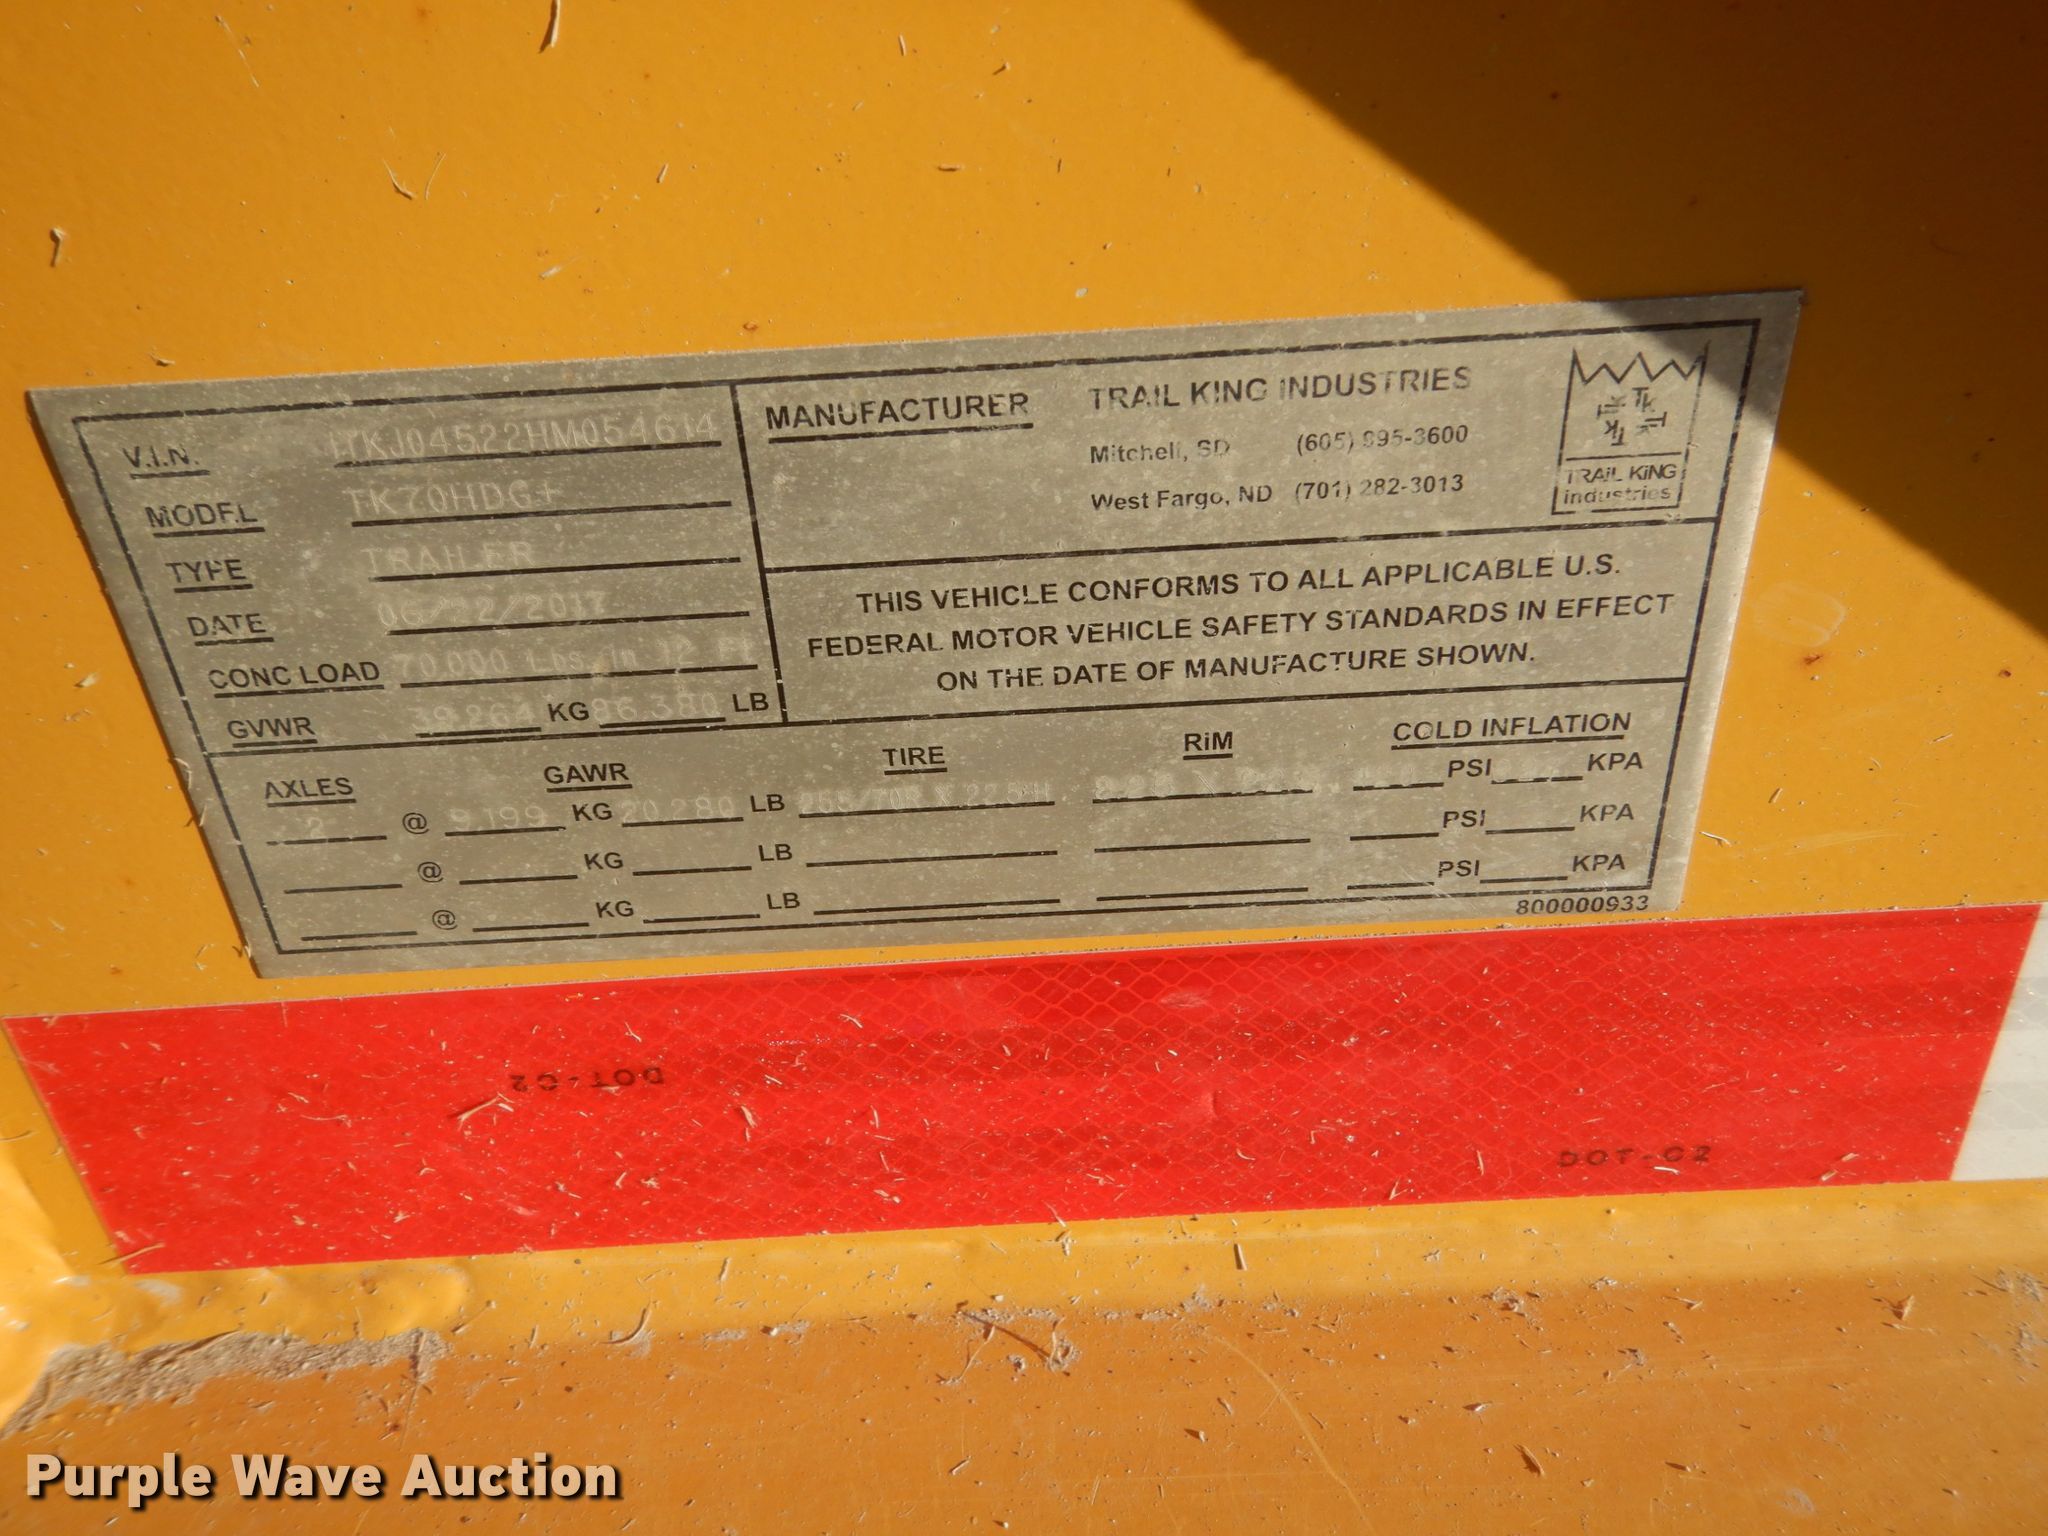 V.I.N. 1TKJ04522HM054614
MODEL TK70HDG+
TYPE TRAILER
DATE
CONC LOAD 70,000 Lbs in 12 Ft
GVWR KG LB
MANUFACTURER TRAIL KING INDUSTRIES
Mitchell, SD (605) 995-3600
West Fargo, ND (701) 282-3013
TRAIL KING
industries
THIS VEHICLE CONFORMS TO ALL APPLICABLE U.S.
FEDERAL MOTOR VEHICLE SAFETY STANDARDS IN EFFECT
ON THE DATE OF MANUFACTURE SHOWN.
AXLES GAWR TIRE RIM COLD INFLATION
2 @ 9,199 KG 20,280 LB PSI KPA
@ KG LB PSI KPA
@ KG LB PSI KPA
800000933
DOT-C2
DOT-C2
Purple Wave Auction